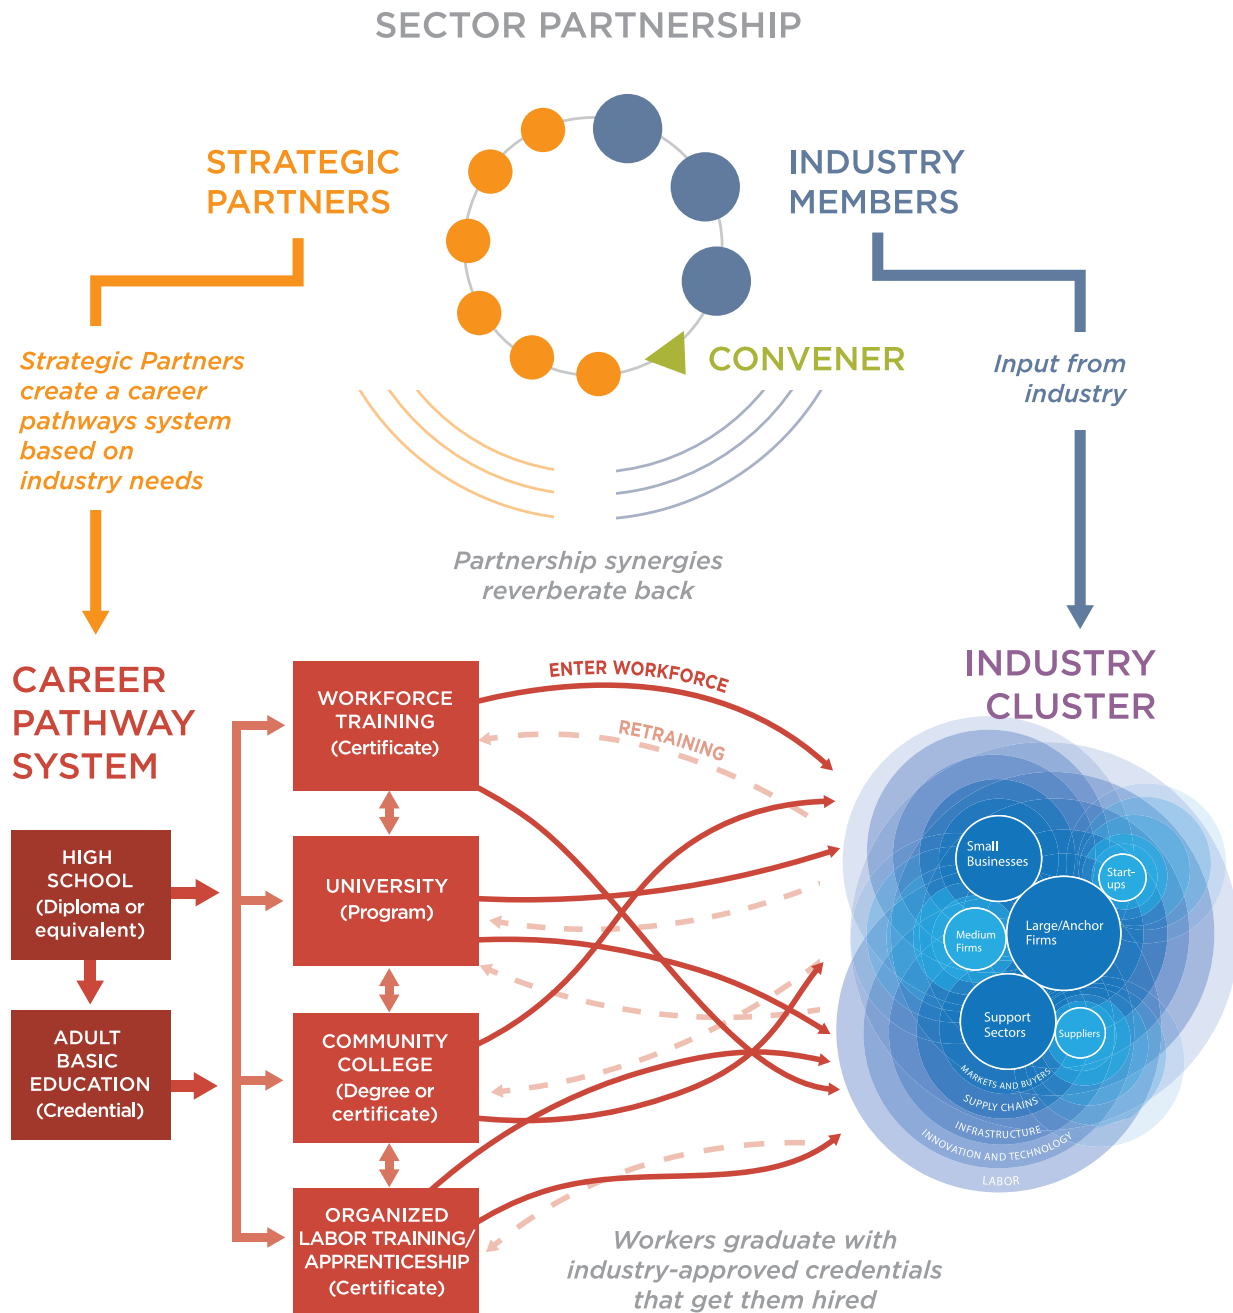 SECTOR PARTNERSHIP
STRATEGIC
PARTNERS
INDUSTRY
MEMBERS
CONVENER
Strategic Partners
create a career
pathways system
based on
industry needs
Input from
industry
Partnership synergies
reverberate back
CAREER
PATHWAY
SYSTEM
INDUSTRY
CLUSTER
HIGH
SCHOOL
(Diploma or
equivalent)
ADULT
BASIC
EDUCATION
(Credential)
WORKFORCE
TRAINING
(Certificate)
UNIVERSITY
(Program)
COMMUNITY
COLLEGE
(Degree or
certificate)
ORGANIZED
LABOR TRAINING/
APPRENTICESHIP
(Certificate)
ENTER WORKFORCE
RETRAINING
Small
Businesses
Start-
ups
Large/Anchor
Firms
Medium
Firms
Support
Sectors
Suppliers
MARKETS AND BUYERS
SUPPLY CHAINS
INFRASTRUCTURE
INNOVATION AND TECHNOLOGY
LABOR
Workers graduate with
industry-approved credentials
that get them hired